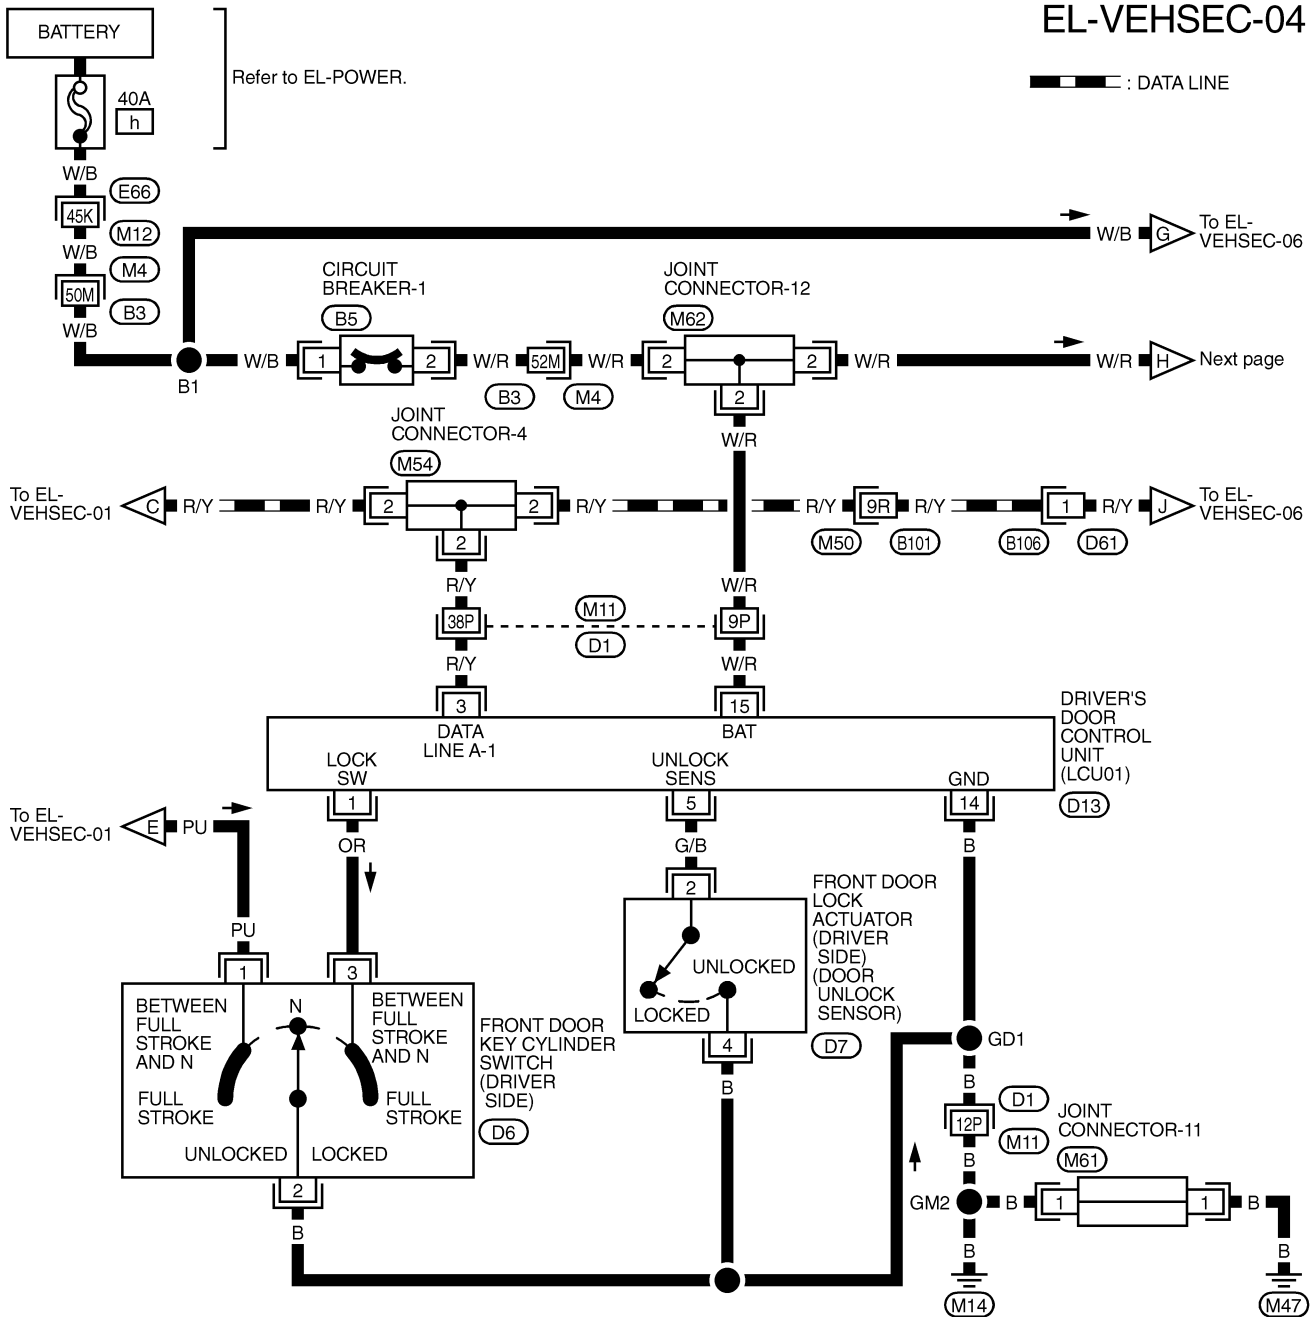 EL-VEHSEC-04
BATTERY
Refer to EL-POWER.
: DATA LINE
40A
h
W/B
E66
45K
M12
W/B
M4
50M
B3
W/B
W/B
G
To EL-
VEHSEC-06
CIRCUIT
BREAKER-1
B5
JOINT
CONNECTOR-12
M62
B1
W/B
1
2
W/R
52M
W/R
2
2
W/R
W/R
H
Next page
B3
M4
2
W/R
JOINT
CONNECTOR-4
M54
To EL-
VEHSEC-01
C
R/Y
R/Y
2
2
R/Y
R/Y
9R
R/Y
1
R/Y
J
To EL-
VEHSEC-06
M50
B101
B106
D61
2
R/Y
W/R
38P
M11
D1
9P
R/Y
W/R
3
15
DATA
LINE A-1
BAT
LOCK
SW
UNLOCK
SENS
GND
DRIVER'S
DOOR
CONTROL
UNIT
(LCU01)
D13
1
5
14
To EL-
VEHSEC-01
E
PU
OR
G/B
B
PU
2
FRONT DOOR
LOCK
ACTUATOR
(DRIVER
SIDE)
(DOOR
UNLOCK
SENSOR)
D7
UNLOCKED
LOCKED
4
B
1
3
BETWEEN
FULL
STROKE
AND N
N
BETWEEN
FULL
STROKE
AND N
FULL
STROKE
FULL
STROKE
UNLOCKED
LOCKED
FRONT DOOR
KEY CYLINDER
SWITCH
(DRIVER
SIDE)
D6
2
B
GD1
B
D1
12P
M11
B
JOINT
CONNECTOR-11
M61
GM2
B
1
1
B
B
B
M14
M47